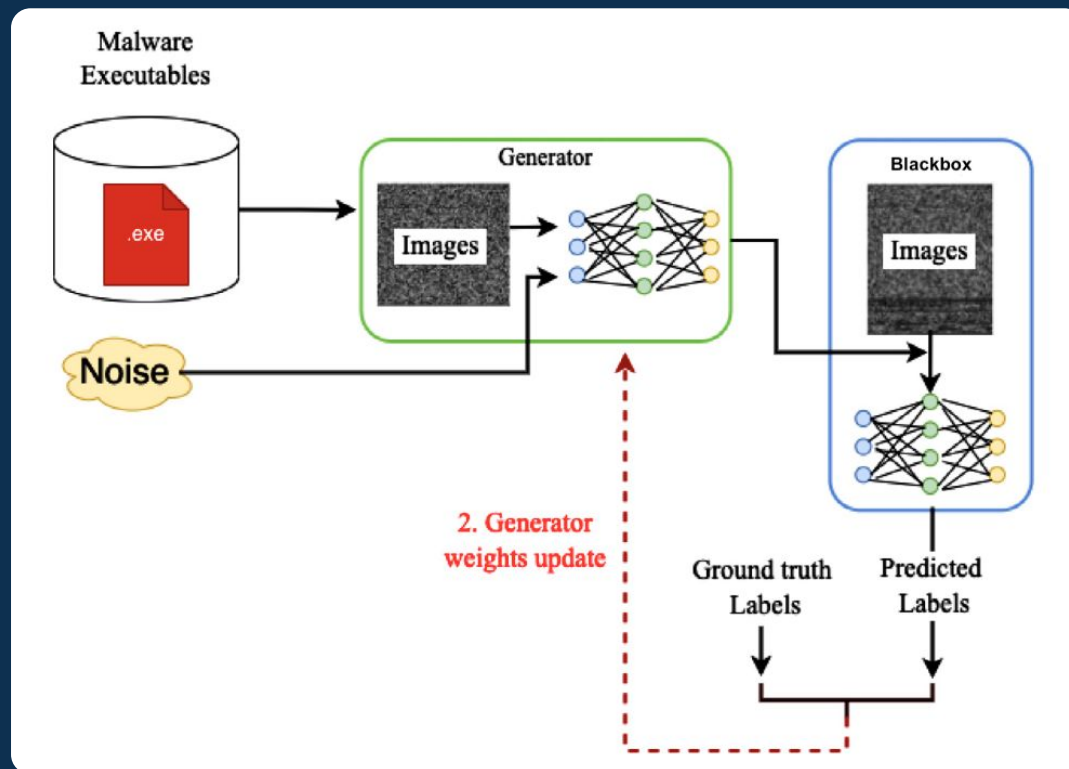 Malware
Executables
.exe
Noise
Generator
Images
Blackbox
Images
2. Generator
weights update
Ground truth
Labels
Predicted
Labels